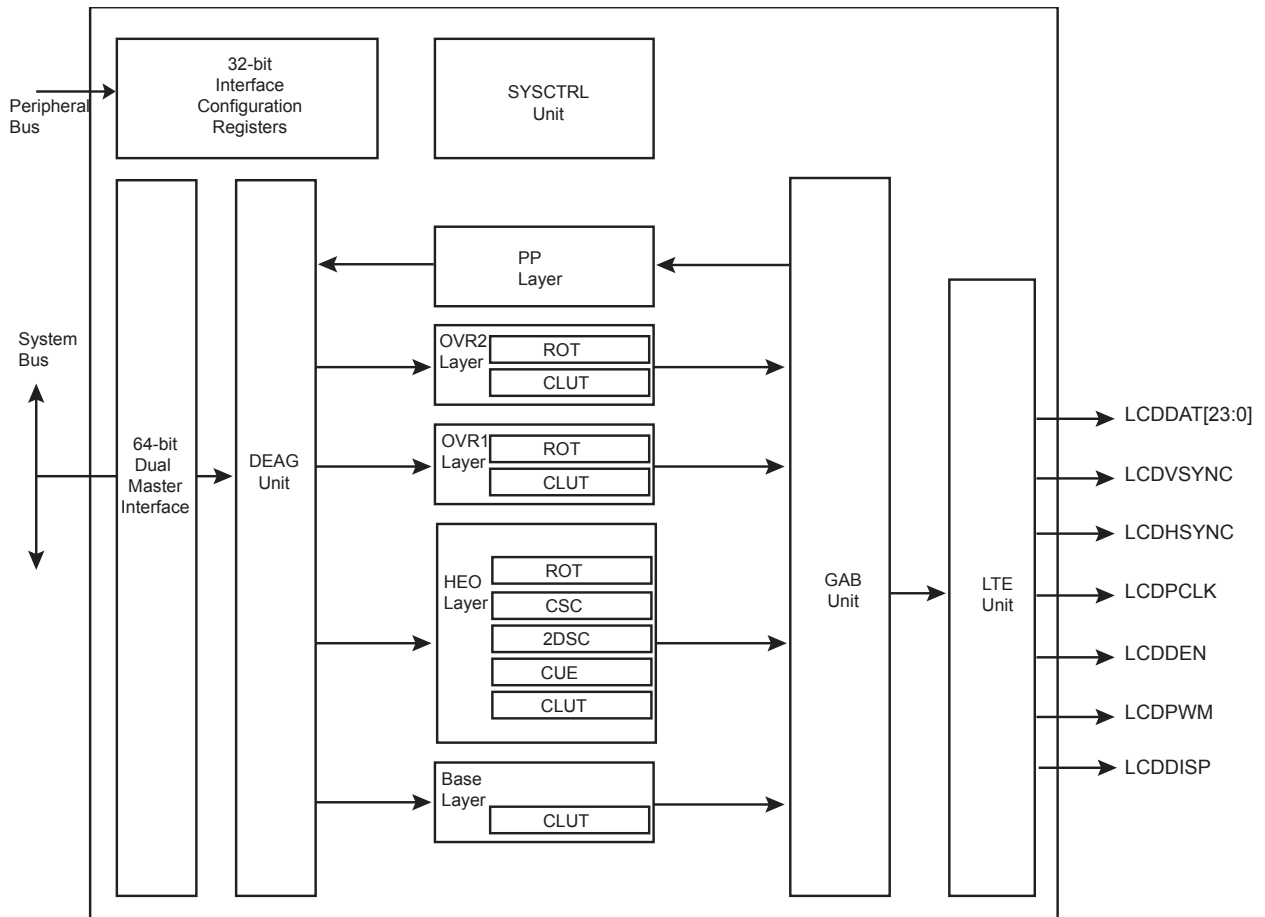 32-bit
Interface
Configuration
Registers
SYSCTRL
Unit
Peripheral
Bus
PP
Layer
System
Bus
OVR2
Layer
ROT
CLUT
64-bit
Dual
Master
Interface
DEAG
Unit
OVR1
Layer
ROT
CLUT
HEO
Layer
ROT
CSC
2DSC
CUE
CLUT
Base
Layer
CLUT
GAB
Unit
LTE
Unit
LCDDAT[23:0]
LCDVSYNC
LCDHSYNC
LCDPCLK
LCDDEN
LCDPWM
LCDDISP